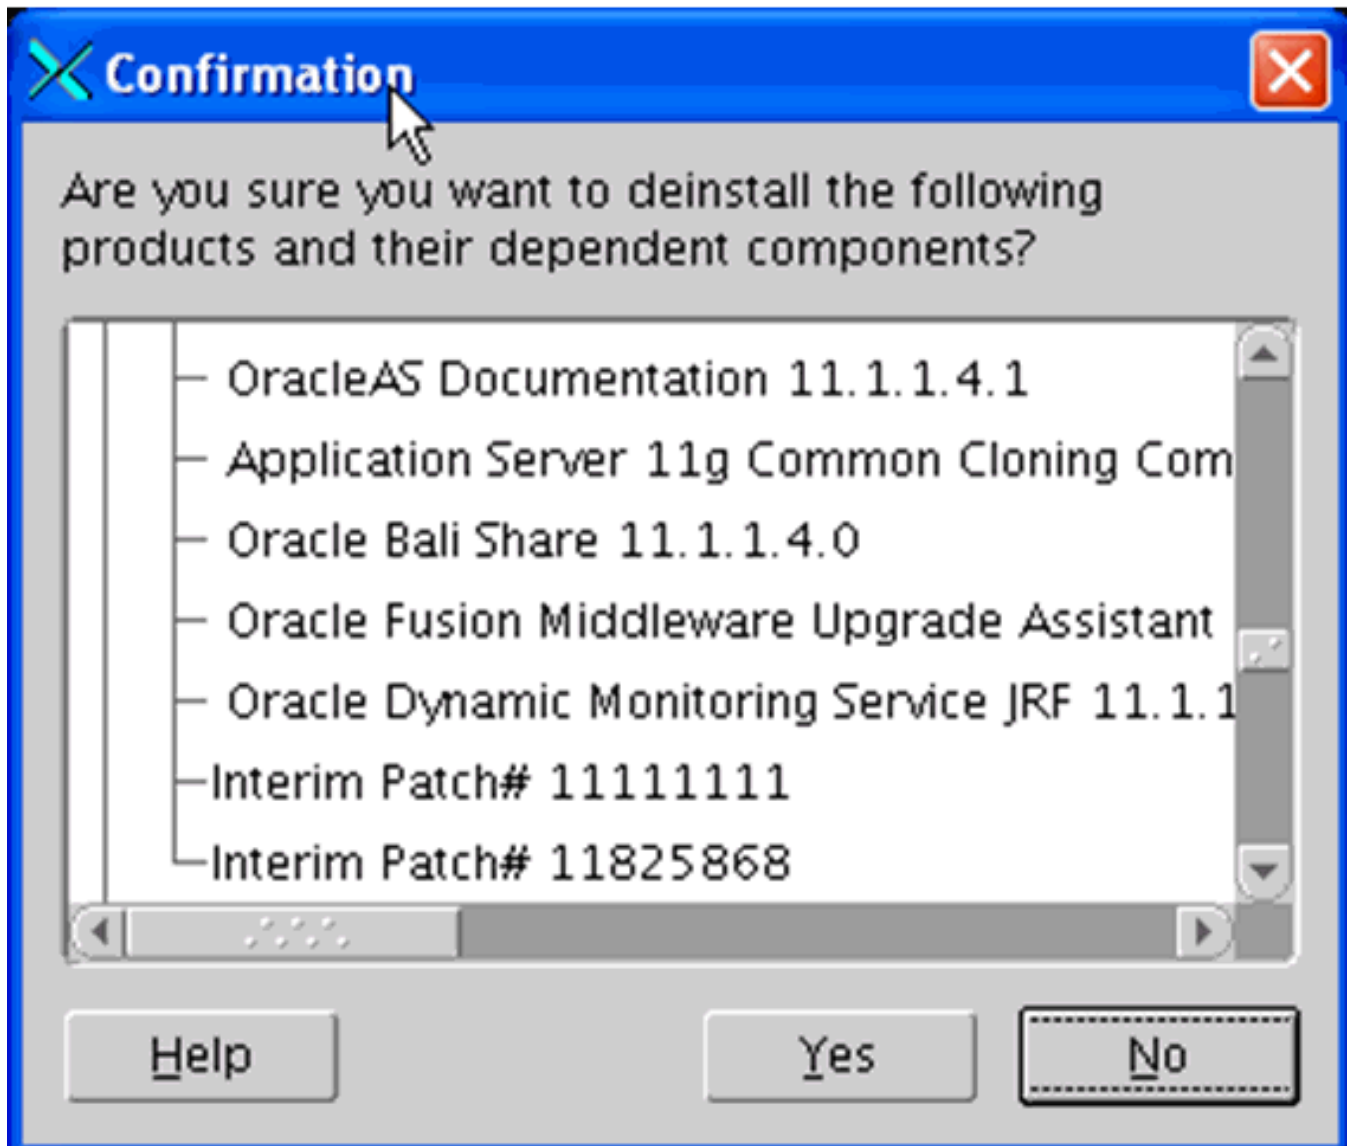 Confirmation
Are you sure you want to deinstall the following
products and their dependent components?
OracleAS Documentation 11.1.1.4.1
Application Server 11g Common Cloning Com
Oracle Bali Share 11.1.1.4.0
Oracle Fusion Middleware Upgrade Assistant
Oracle Dynamic Monitoring Service JRF 11.1.1
Interim Patch# 11111111
Interim Patch# 11825868
Help Yes No